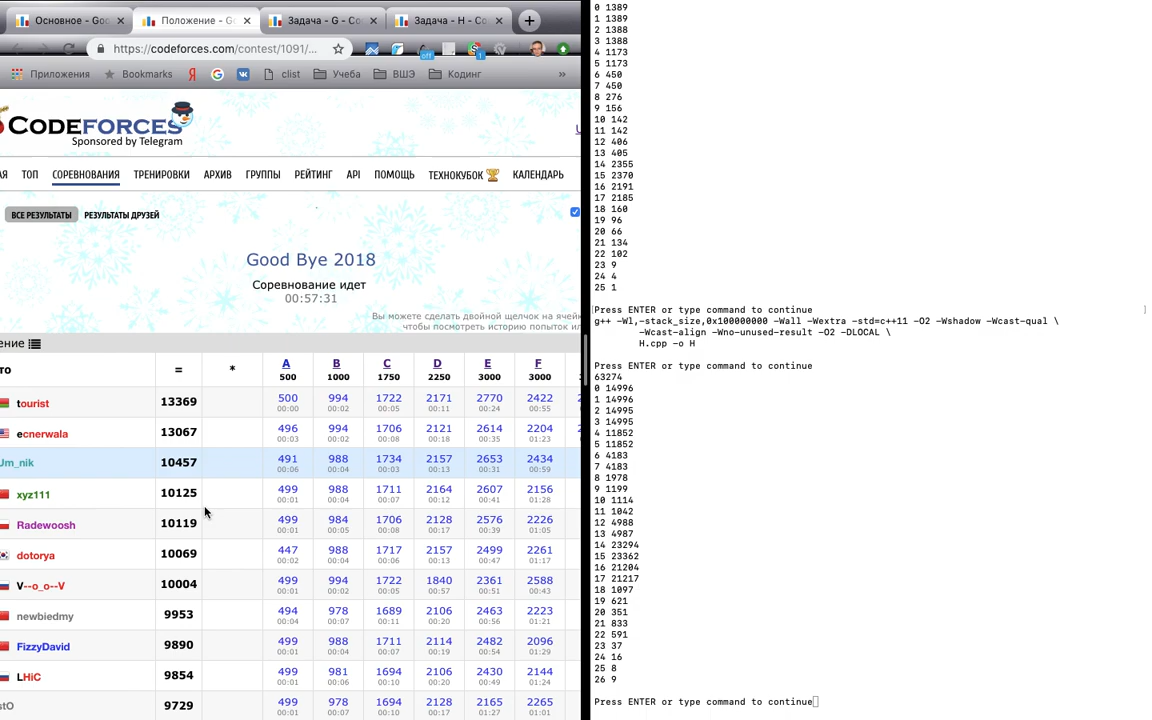 Основное - Goo
Положение - Go
Задача - G - Co
Задача - H - Co
https://codeforces.com/contest/1091/...
off
1
Приложения
Bookmarks
Я
clist
Учеба
ВШЭ
Кодинг
»
CODEFORCES
Sponsored by Telegram
АЯ ТОП СОРЕВНОВАНИЯ ТРЕНИРОВКИ АРХИВ ГРУППЫ РЕЙТИНГ API ПОМОЩЬ ТЕХНОКУБОК КАЛЕНДАРЬ
ВСЕ РЕЗУЛЬТАТЫ РЕЗУЛЬТАТЫ ДРУЗЕЙ
Good Bye 2018
Соревнование идет
00:57:31
Вы можете сделать двойной щелчок на ячейк
чтобы посмотреть историю попыток ил
ение
то = * A B C D E F
500 1000 1750 2250 3000 3000
tourist 13369 500 994 1722 2171 2770 2422
00:00 00:02 00:05 00:11 00:24 00:55
ecnerwala 13067 496 994 1706 2121 2614 2204
00:03 00:02 00:08 00:18 00:35 01:23
Um_nik 10457 491 988 1734 2157 2653 2434
00:06 00:04 00:03 00:13 00:31 00:59
xyz111 10125 499 988 1711 2164 2607 2156
00:01 00:04 00:07 00:12 00:41 01:28
Radewoosh 10119 499 984 1706 2128 2576 2226
00:01 00:05 00:08 00:17 00:39 01:05
dotorya 10069 447 988 1717 2157 2499 2261
00:02 00:04 00:06 00:13 00:47 01:17
V--o_o--V 10004 499 994 1722 1840 2361 2588
00:01 00:02 00:05 00:57 00:51 00:43
newbiedmy 9953 494 978 1689 2106 2463 2223
00:04 00:07 00:11 00:20 00:56 01:21
FizzyDavid 9890 499 988 1711 2114 2482 2096
00:01 00:04 00:07 00:19 00:54 01:29
LHiC 9854 499 981 1694 2106 2430 2144
00:01 00:06 00:10 00:20 00:49 01:24
stO 9729 499 978 1694 2128 2165 2265
00:01 00:07 00:10 00:17 01:27 01:01
0 1389
1 1389
2 1388
3 1388
4 1173
5 1173
6 450
7 450
8 276
9 156
10 142
11 142
12 406
13 405
14 2355
15 2370
16 2191
17 2185
18 160
19 96
20 66
21 134
22 102
23 9
24 4
25 1
Press ENTER or type command to continue
g++ -Wl,-stack_size,0x100000000 -Wall -Wextra -std=c++11 -O2 -Wshadow -Wcast-qual \
-Wcast-align -Wno-unused-result -O2 -DLOCAL \
H.cpp -o H
Press ENTER or type command to continue
63274
0 14996
1 14996
2 14995
3 14995
4 11852
5 11852
6 4183
7 4183
8 1978
9 1199
10 1114
11 1042
12 4988
13 4987
14 23294
15 23362
16 21204
17 21217
18 1097
19 621
20 351
21 833
22 591
23 37
24 16
25 8
26 9
Press ENTER or type command to continue